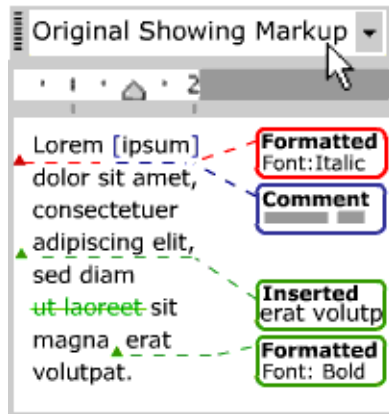 Original Showing Markup
2
Lorem [ipsum]
dolor sit amet,
consectetuer
adipiscing elit,
sed diam
ut laoreet sit
magna erat
volutpat.
Formatted
Font:Italic
Comment
Inserted
erat volutp
Formatted
Font: Bold